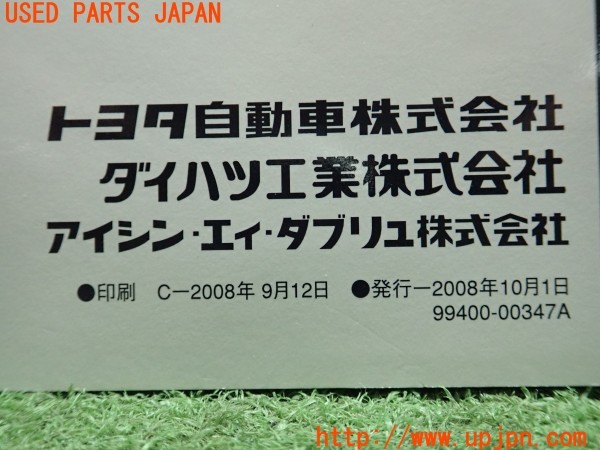 USED PARTS JAPAN
トヨタ自動車株式会社
ダイハツ工業株式会社
アイシン・エィ・ダブリュ株式会社
●印刷 C－2008年 9月12日 ●発行－2008年10月1日
99400-00347A
http://www.upjpn.com/